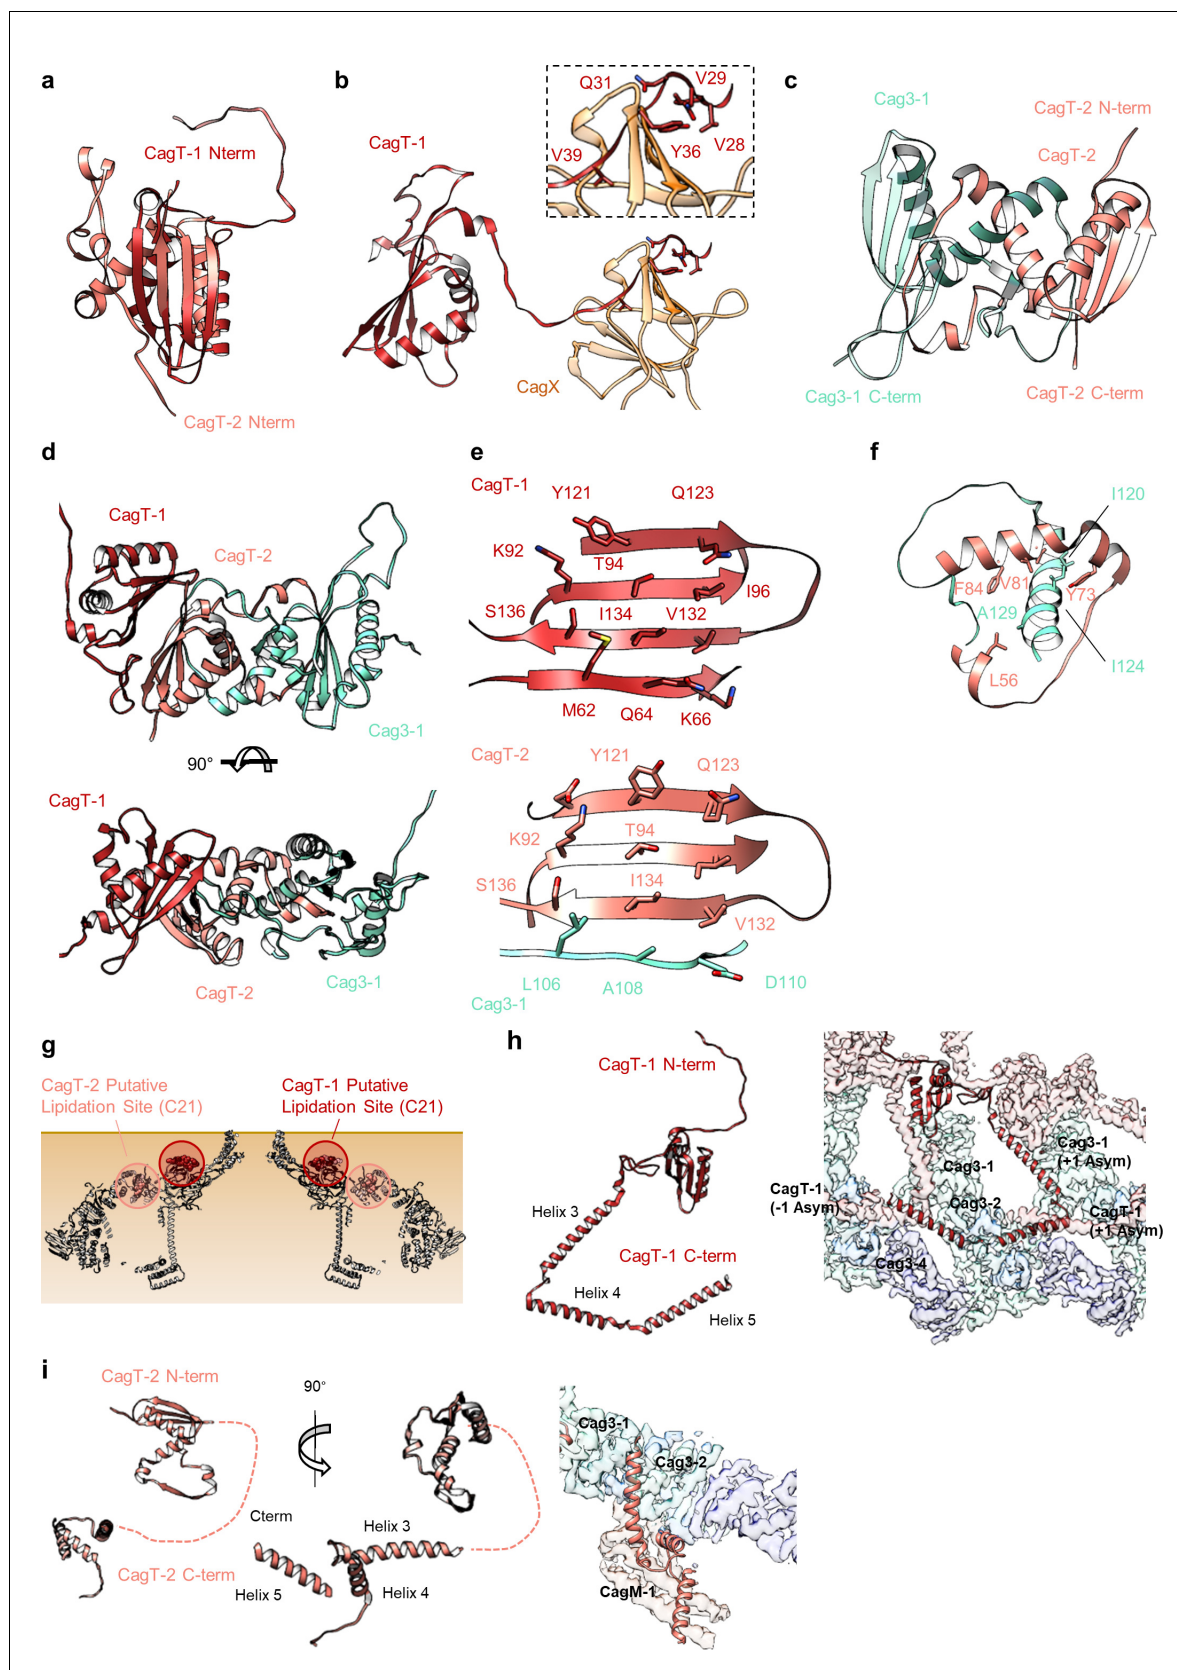 a
CagT-1 Nterm
CagT-2 Nterm
b
CagT-1
CagX
Q31
V29
V39
Y36
V28
c
Cag3-1
CagT-2 N-term
CagT-2
Cag3-1 C-term
CagT-2 C-term
d
CagT-1
CagT-2
Cag3-1
90°
CagT-1
CagT-2
Cag3-1
e
CagT-1
Y121
Q123
K92
T94
I96
S136
I134
V132
M62
Q64
K66
CagT-2
Y121
Q123
K92
T94
S136
I134
V132
L106
A108
D110
Cag3-1
f
I120
F84
V81
Y73
A129
I124
L56
g
CagT-2 Putative
Lipidation Site (C21)
CagT-1 Putative
Lipidation Site (C21)
h
CagT-1 N-term
Helix 3
CagT-1 C-term
Helix 4
Helix 5
Cag3-1
Cag3-1
(+1 Asym)
CagT-1
(-1 Asym)
Cag3-2
CagT-1
(+1 Asym)
Cag3-4
i
CagT-2 N-term
90°
Cterm
Helix 3
CagT-2 C-term
Helix 5
Helix 4
Cag3-1
Cag3-2
CagM-1